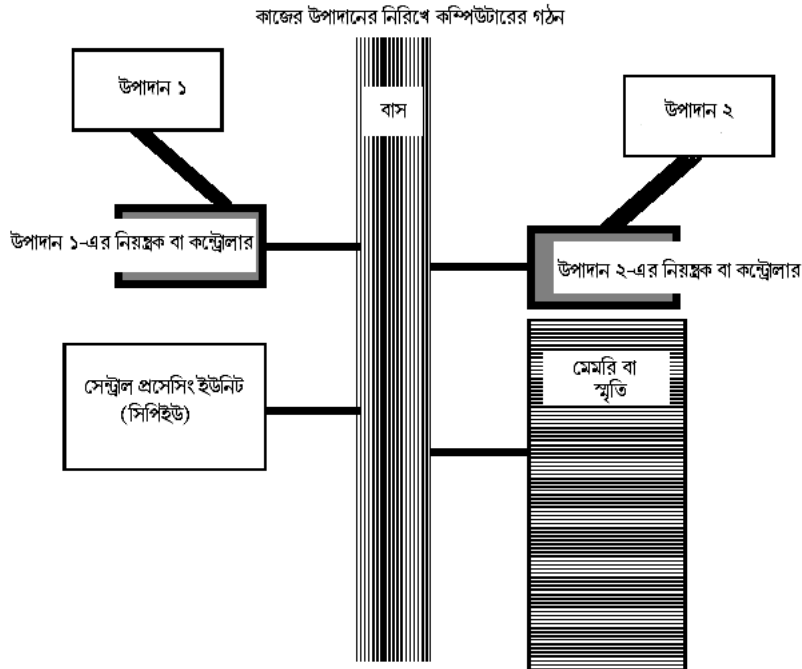 কাজের উপাদানের নিরিখে কম্পিউটারের গঠন
উপাদান ১
বাস
উপাদান ২
উপাদান ১-এর নিয়ন্ত্রক বা কন্ট্রোলার
উপাদান ২-এর নিয়ন্ত্রক বা কন্ট্রোলার
সেন্ট্রাল প্রসেসিং ইউনিট
(সিপিইউ)
মেমরি বা
স্মৃতি